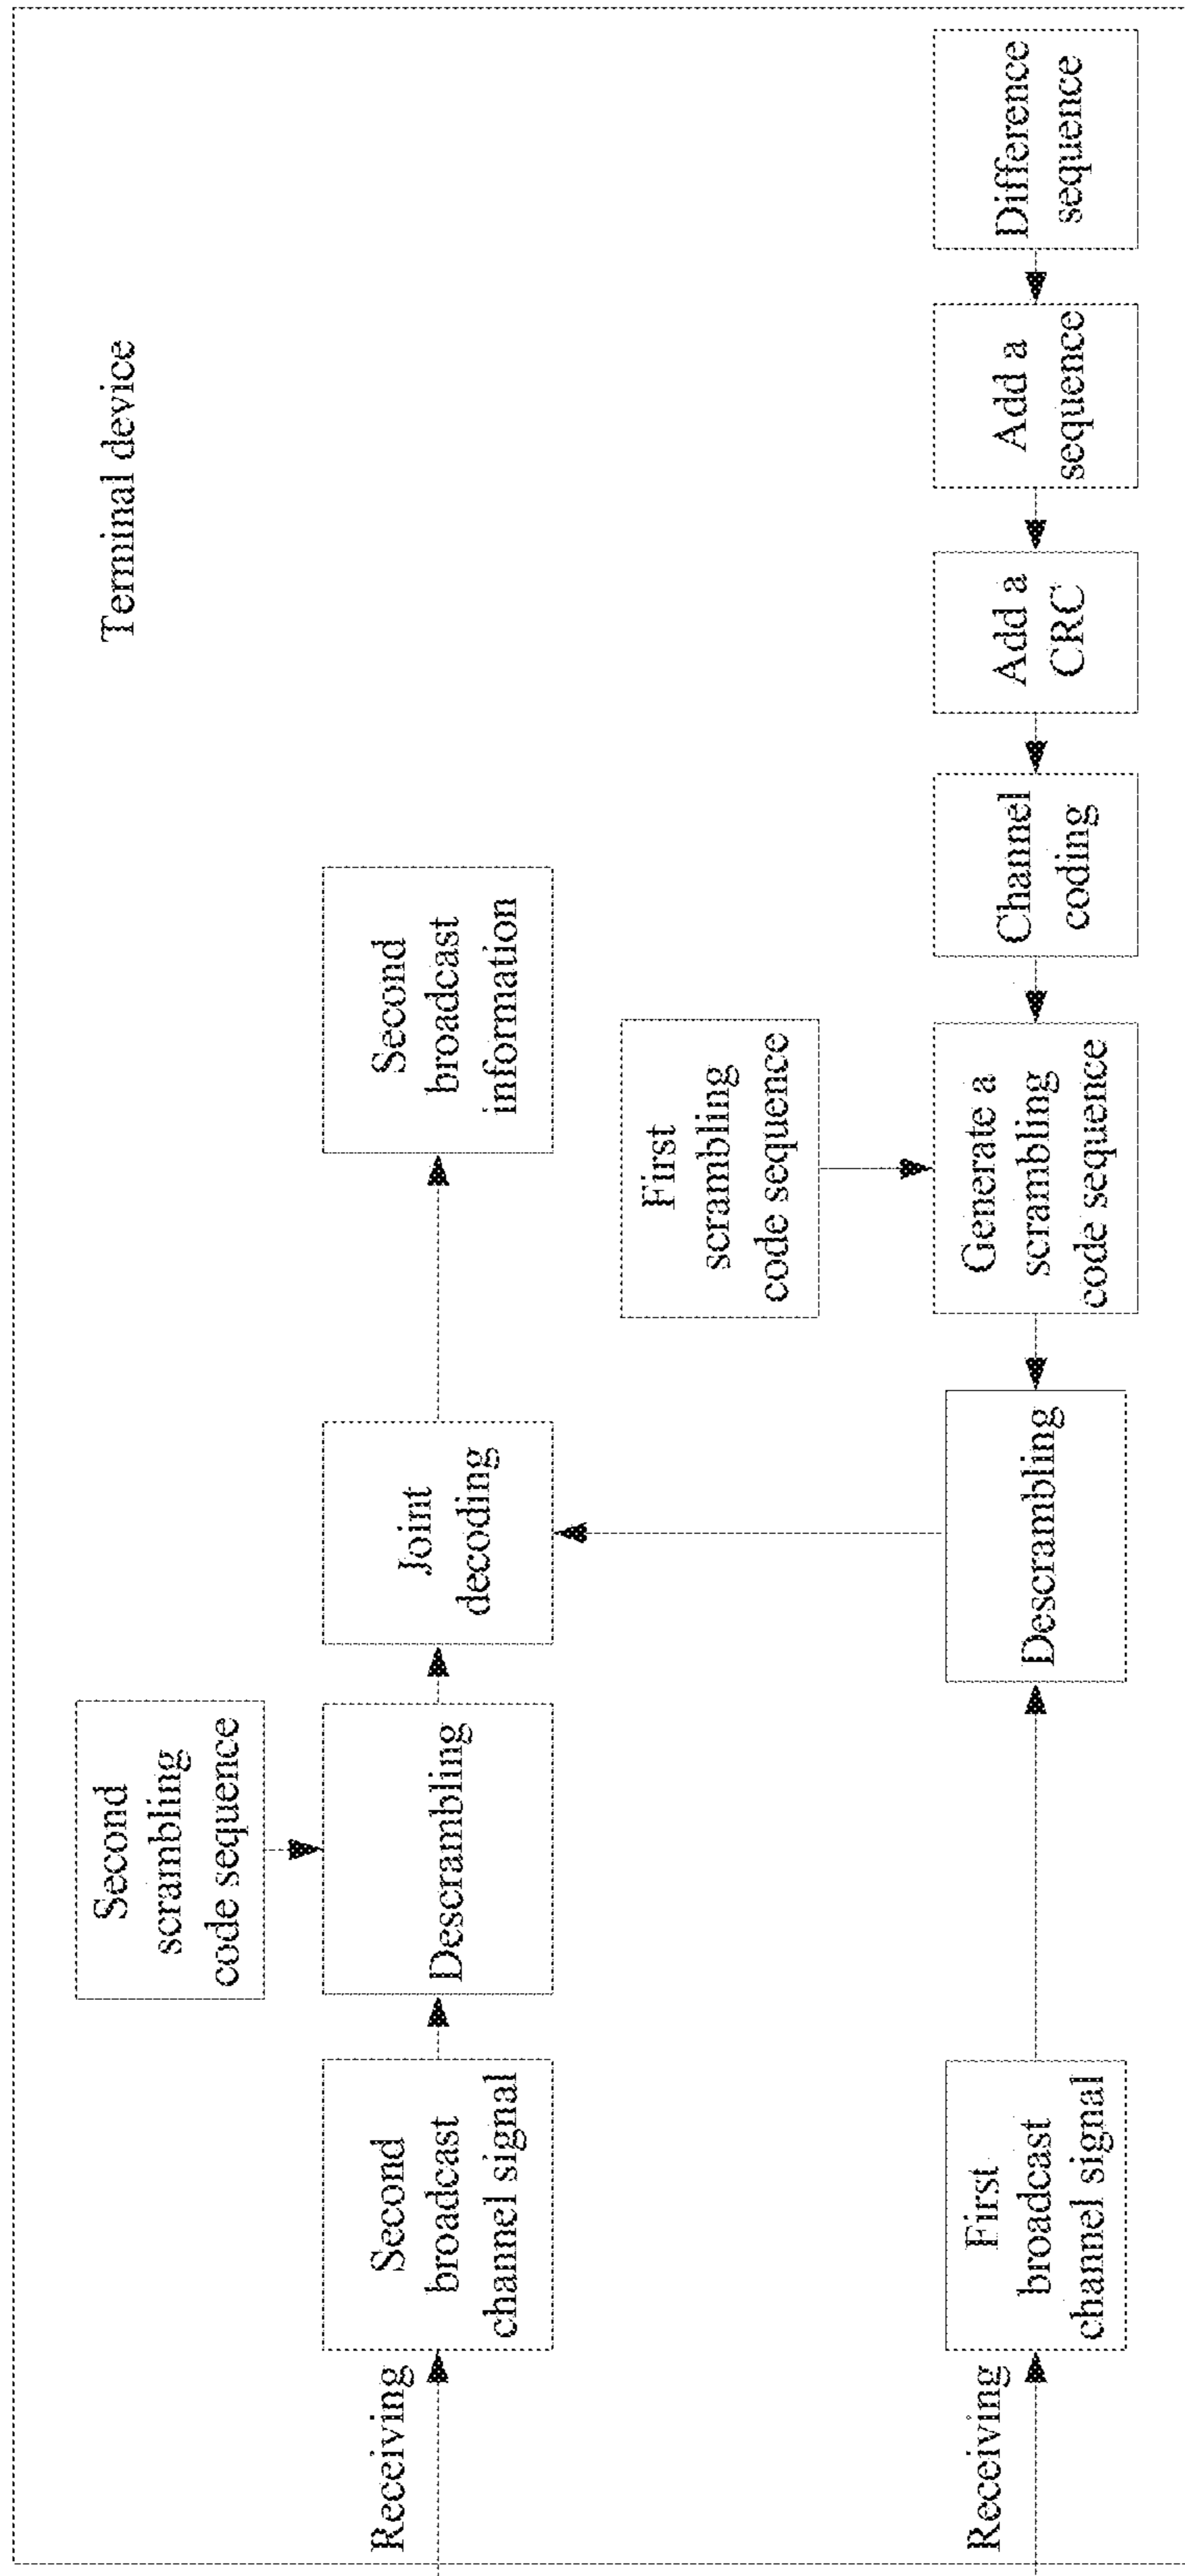 Terminal device
Second
scrambling
code sequence
Receiving
Second
broadcast
channel signal
Descrambling
Joint
decoding
Second
broadcast
information
First
scrambling
code sequence
Receiving
First
broadcast
channel signal
Descrambling
Generate a
scrambling
code sequence
Channel
coding
Add a
CRC
Add a
sequence
Difference
sequence